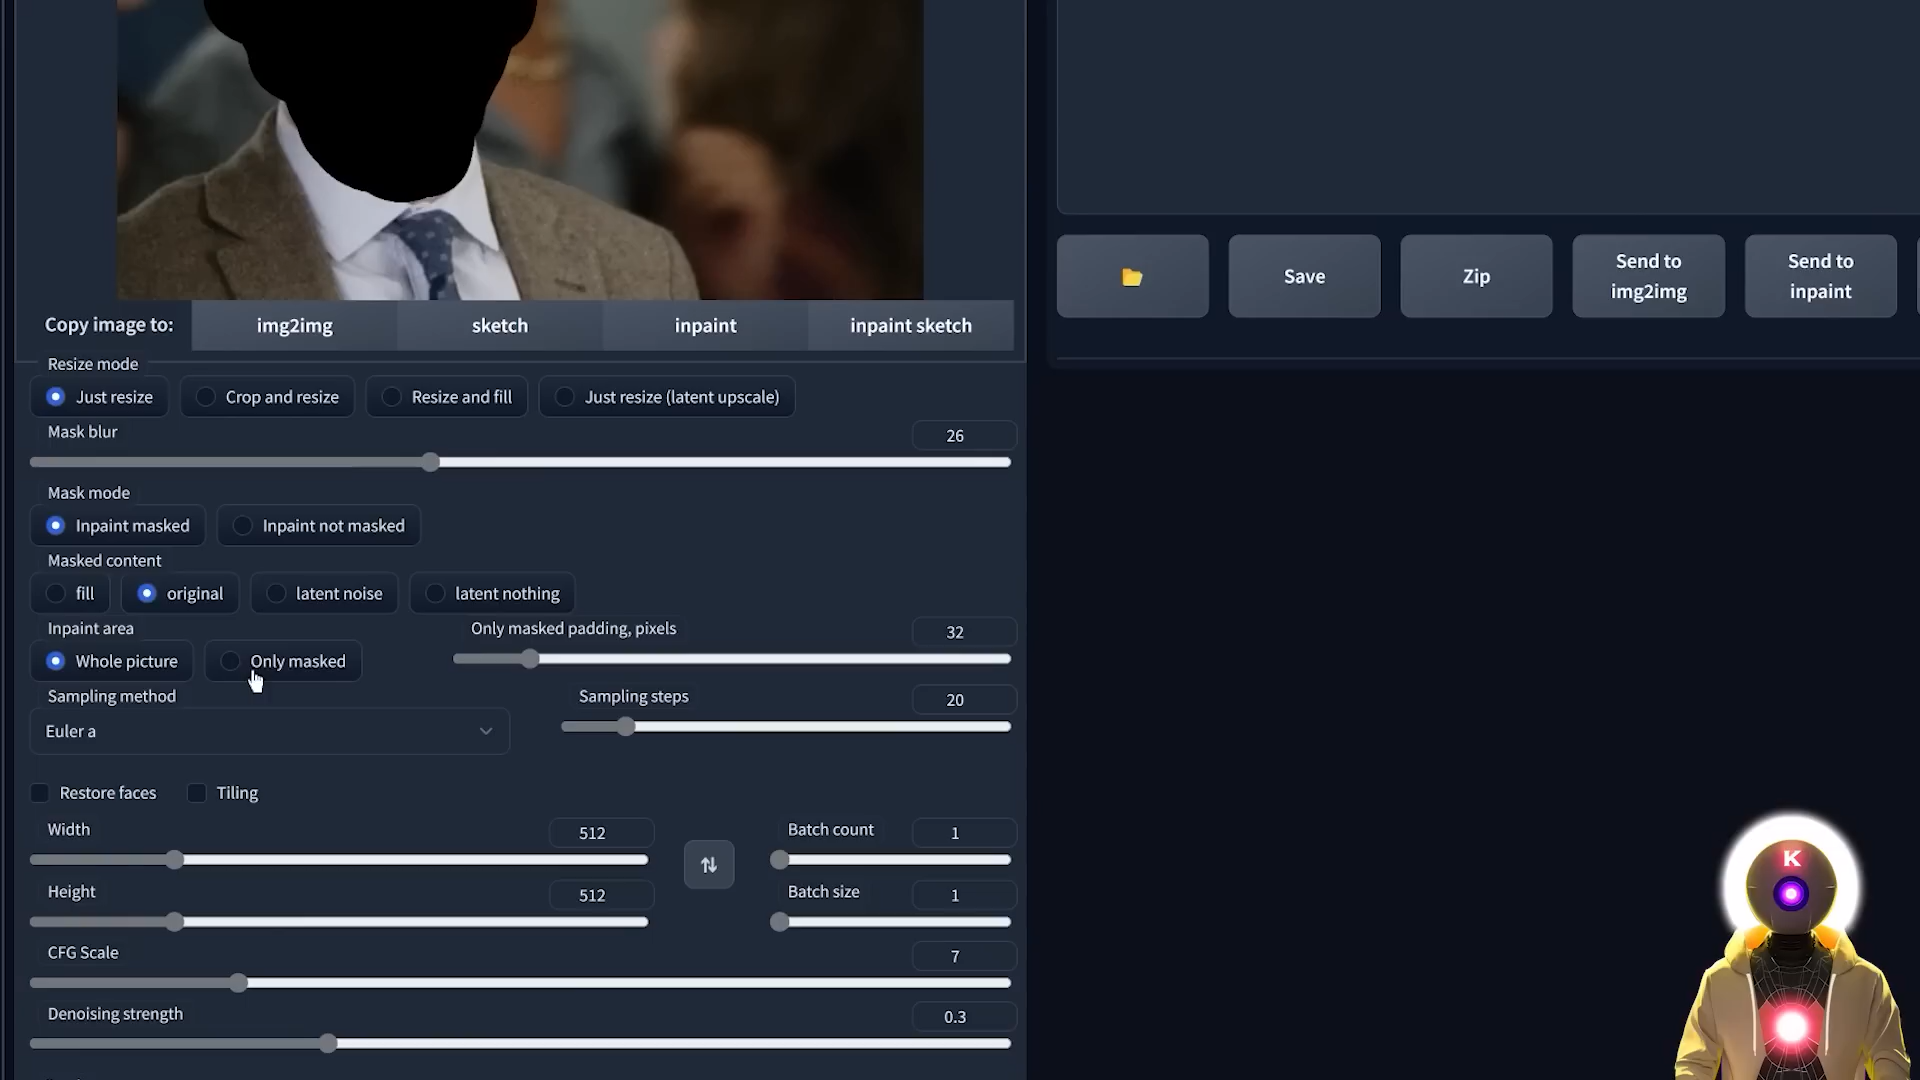 Copy image to: img2img sketch inpaint inpaint sketch
Save
Zip
Send to
img2img
Send to
inpaint
Resize mode
Just resize Crop and resize Resize and fill Just resize (latent upscale)
Mask blur 26
Mask mode
Inpaint masked Inpaint not masked
Masked content
fill original latent noise latent nothing
Inpaint area Only masked padding, pixels 32
Whole picture Only masked
Sampling method Sampling steps 20
Euler a
Restore faces Tiling
Width 512 Batch count 1
Height 512 Batch size 1
CFG Scale 7
Denoising strength 0.3
K